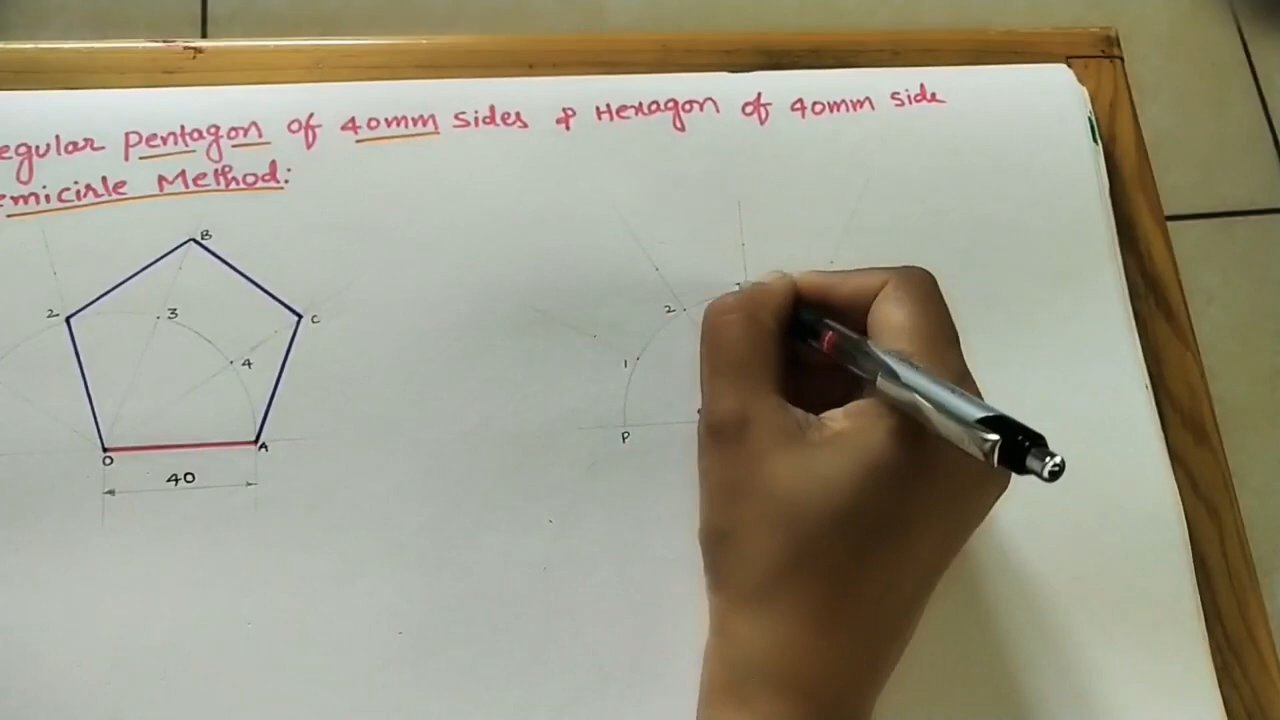 egular pentagon of 40mm sides & Hexagon of 40mm side
emicirle Method:
B
2
3
C
4
O
A
40
2
1
P